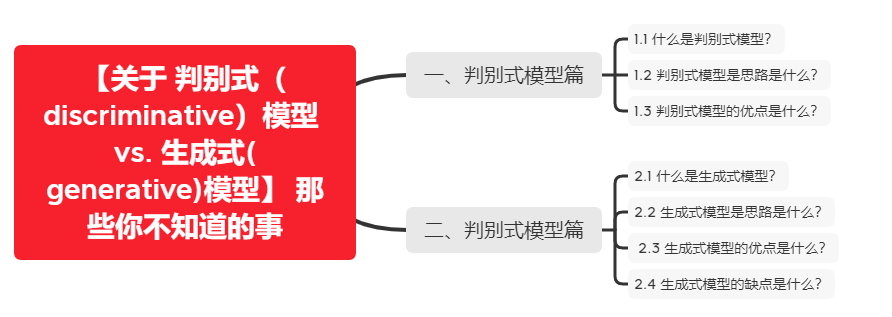 【关于 判别式（
discriminative）模型
vs. 生成式(
generative)模型】 那
些你不知道的事
一、判别式模型篇
1.1 什么是判别式模型？
1.2 判别式模型是思路是什么？
1.3 判别式模型的优点是什么？
二、判别式模型篇
2.1 什么是生成式模型？
2.2 生成式模型是思路是什么？
2.3 生成式模型的优点是什么？
2.4 生成式模型的缺点是什么？